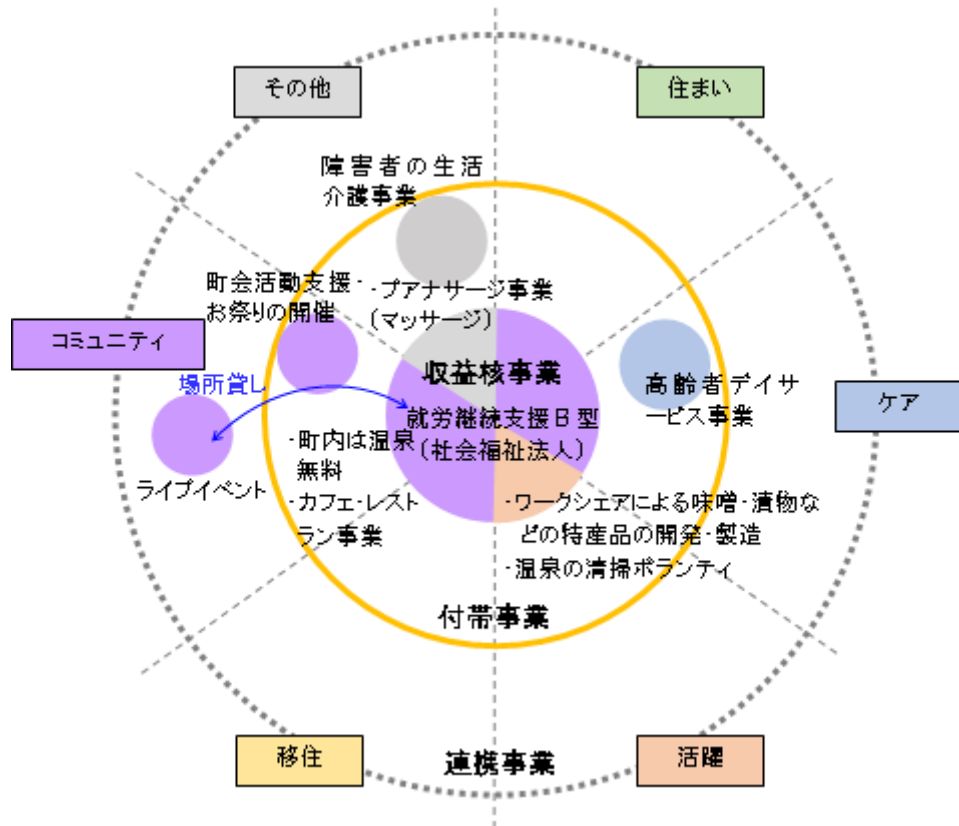 その他
住まい
障害者の生活
介護事業
町会活動支援・
お祭りの開催
・プアナサージ事業
(マッサージ)
コミュニティ
収益核事業
場所貸し
高齢者デイサ
ービス事業
ケア
就労継続支援B型
(社会福祉法人)
・町内は温泉
無料
ライブイベント
・カフェ・レスト
ラン事業
・ワークシェアによる味噌・漬物な
どの特産品の開発・製造
・温泉の清掃ボランティ
付帯事業
移住
連携事業
活躍